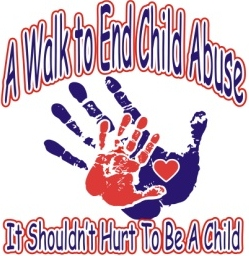 A Walk to End Child Abuse
It Shouldn't Hurt To Be A Child